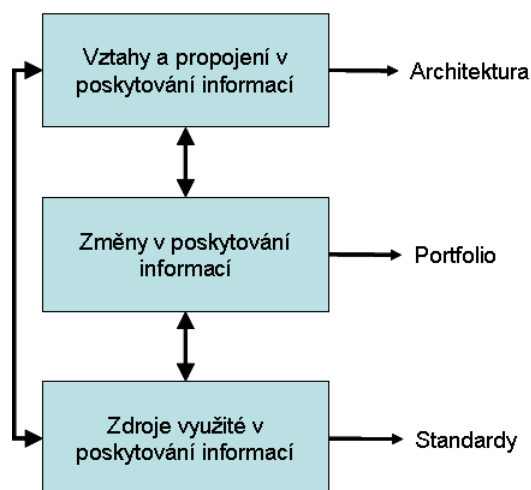 Vztahy a propojení v
poskytování informací
Architektura
Změny v poskytování
informací
Portfolio
Zdroje využité v
poskytování informací
Standardy